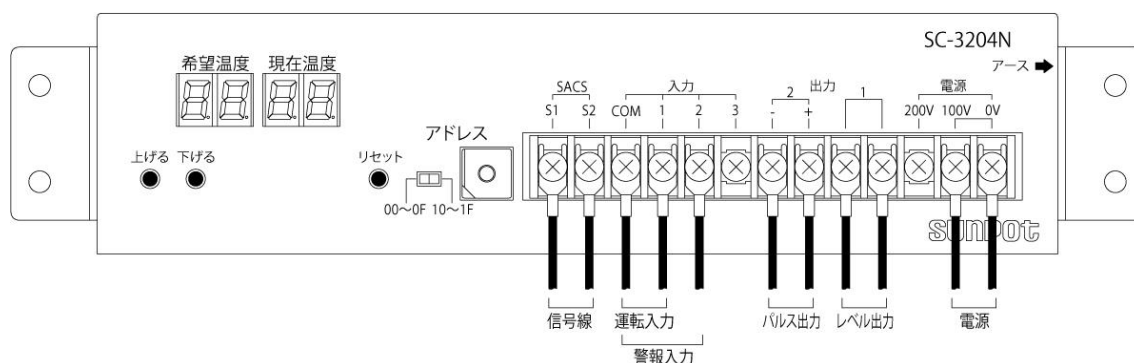 SC-3204N
アース
希望温度 現在温度
88 88
上げる 下げる
リセット
00～0F 10～1F
アドレス
SACS 入力 2 出力 1 電源
S1 S2 COM 1 2 3 - + 200V 100V 0V
sunpot
信号線 運転入力 パルス出力 レベル出力 電源
警報入力